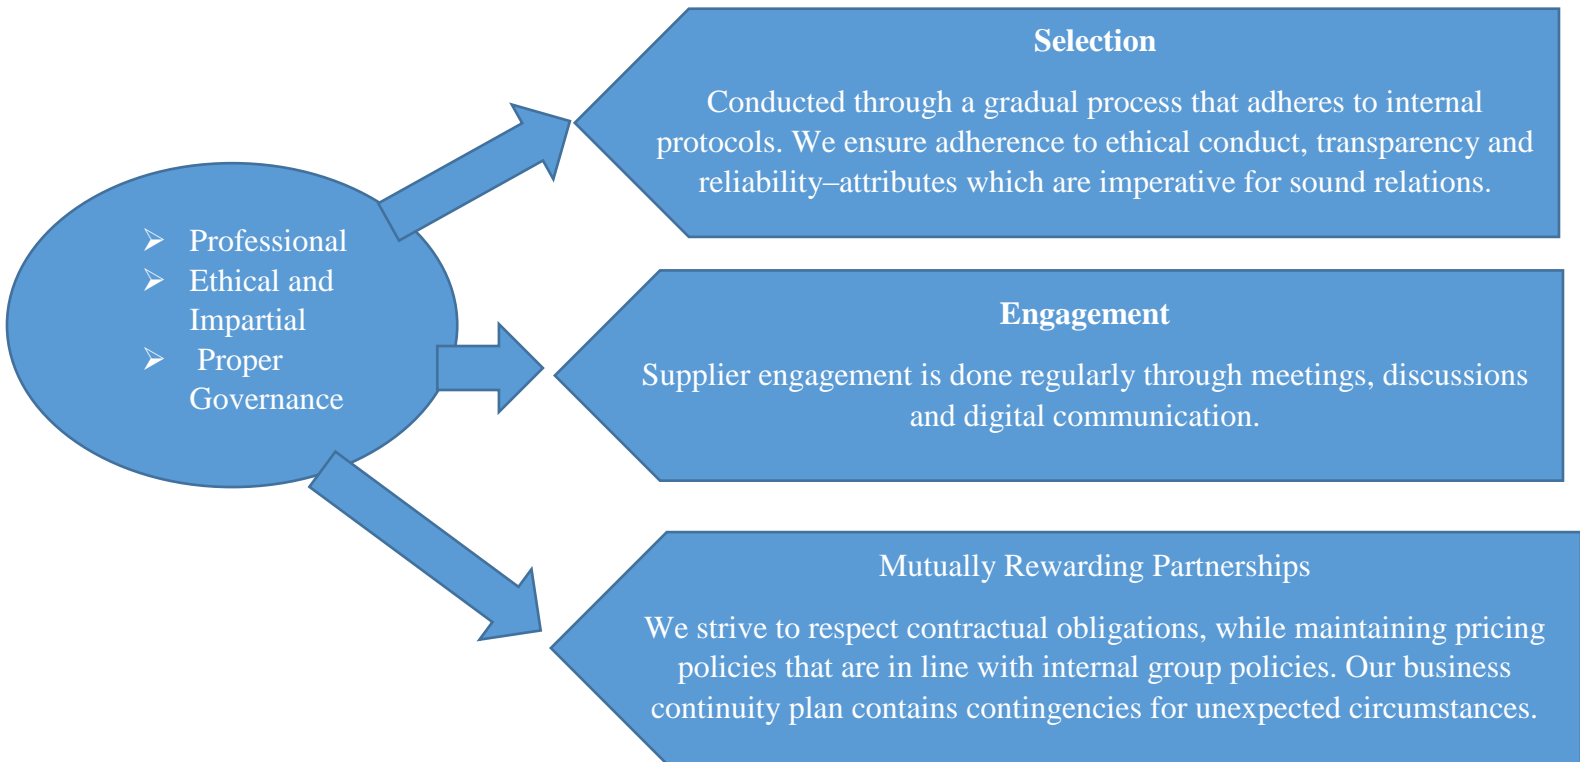 ➢ Professional
➢ Ethical and
Impartial
➢ Proper
Governance
Selection
Conducted through a gradual process that adheres to internal
protocols. We ensure adherence to ethical conduct, transparency and
reliability–attributes which are imperative for sound relations.
Engagement
Supplier engagement is done regularly through meetings, discussions
and digital communication.
Mutually Rewarding Partnerships
We strive to respect contractual obligations, while maintaining pricing
policies that are in line with internal group policies. Our business
continuity plan contains contingencies for unexpected circumstances.